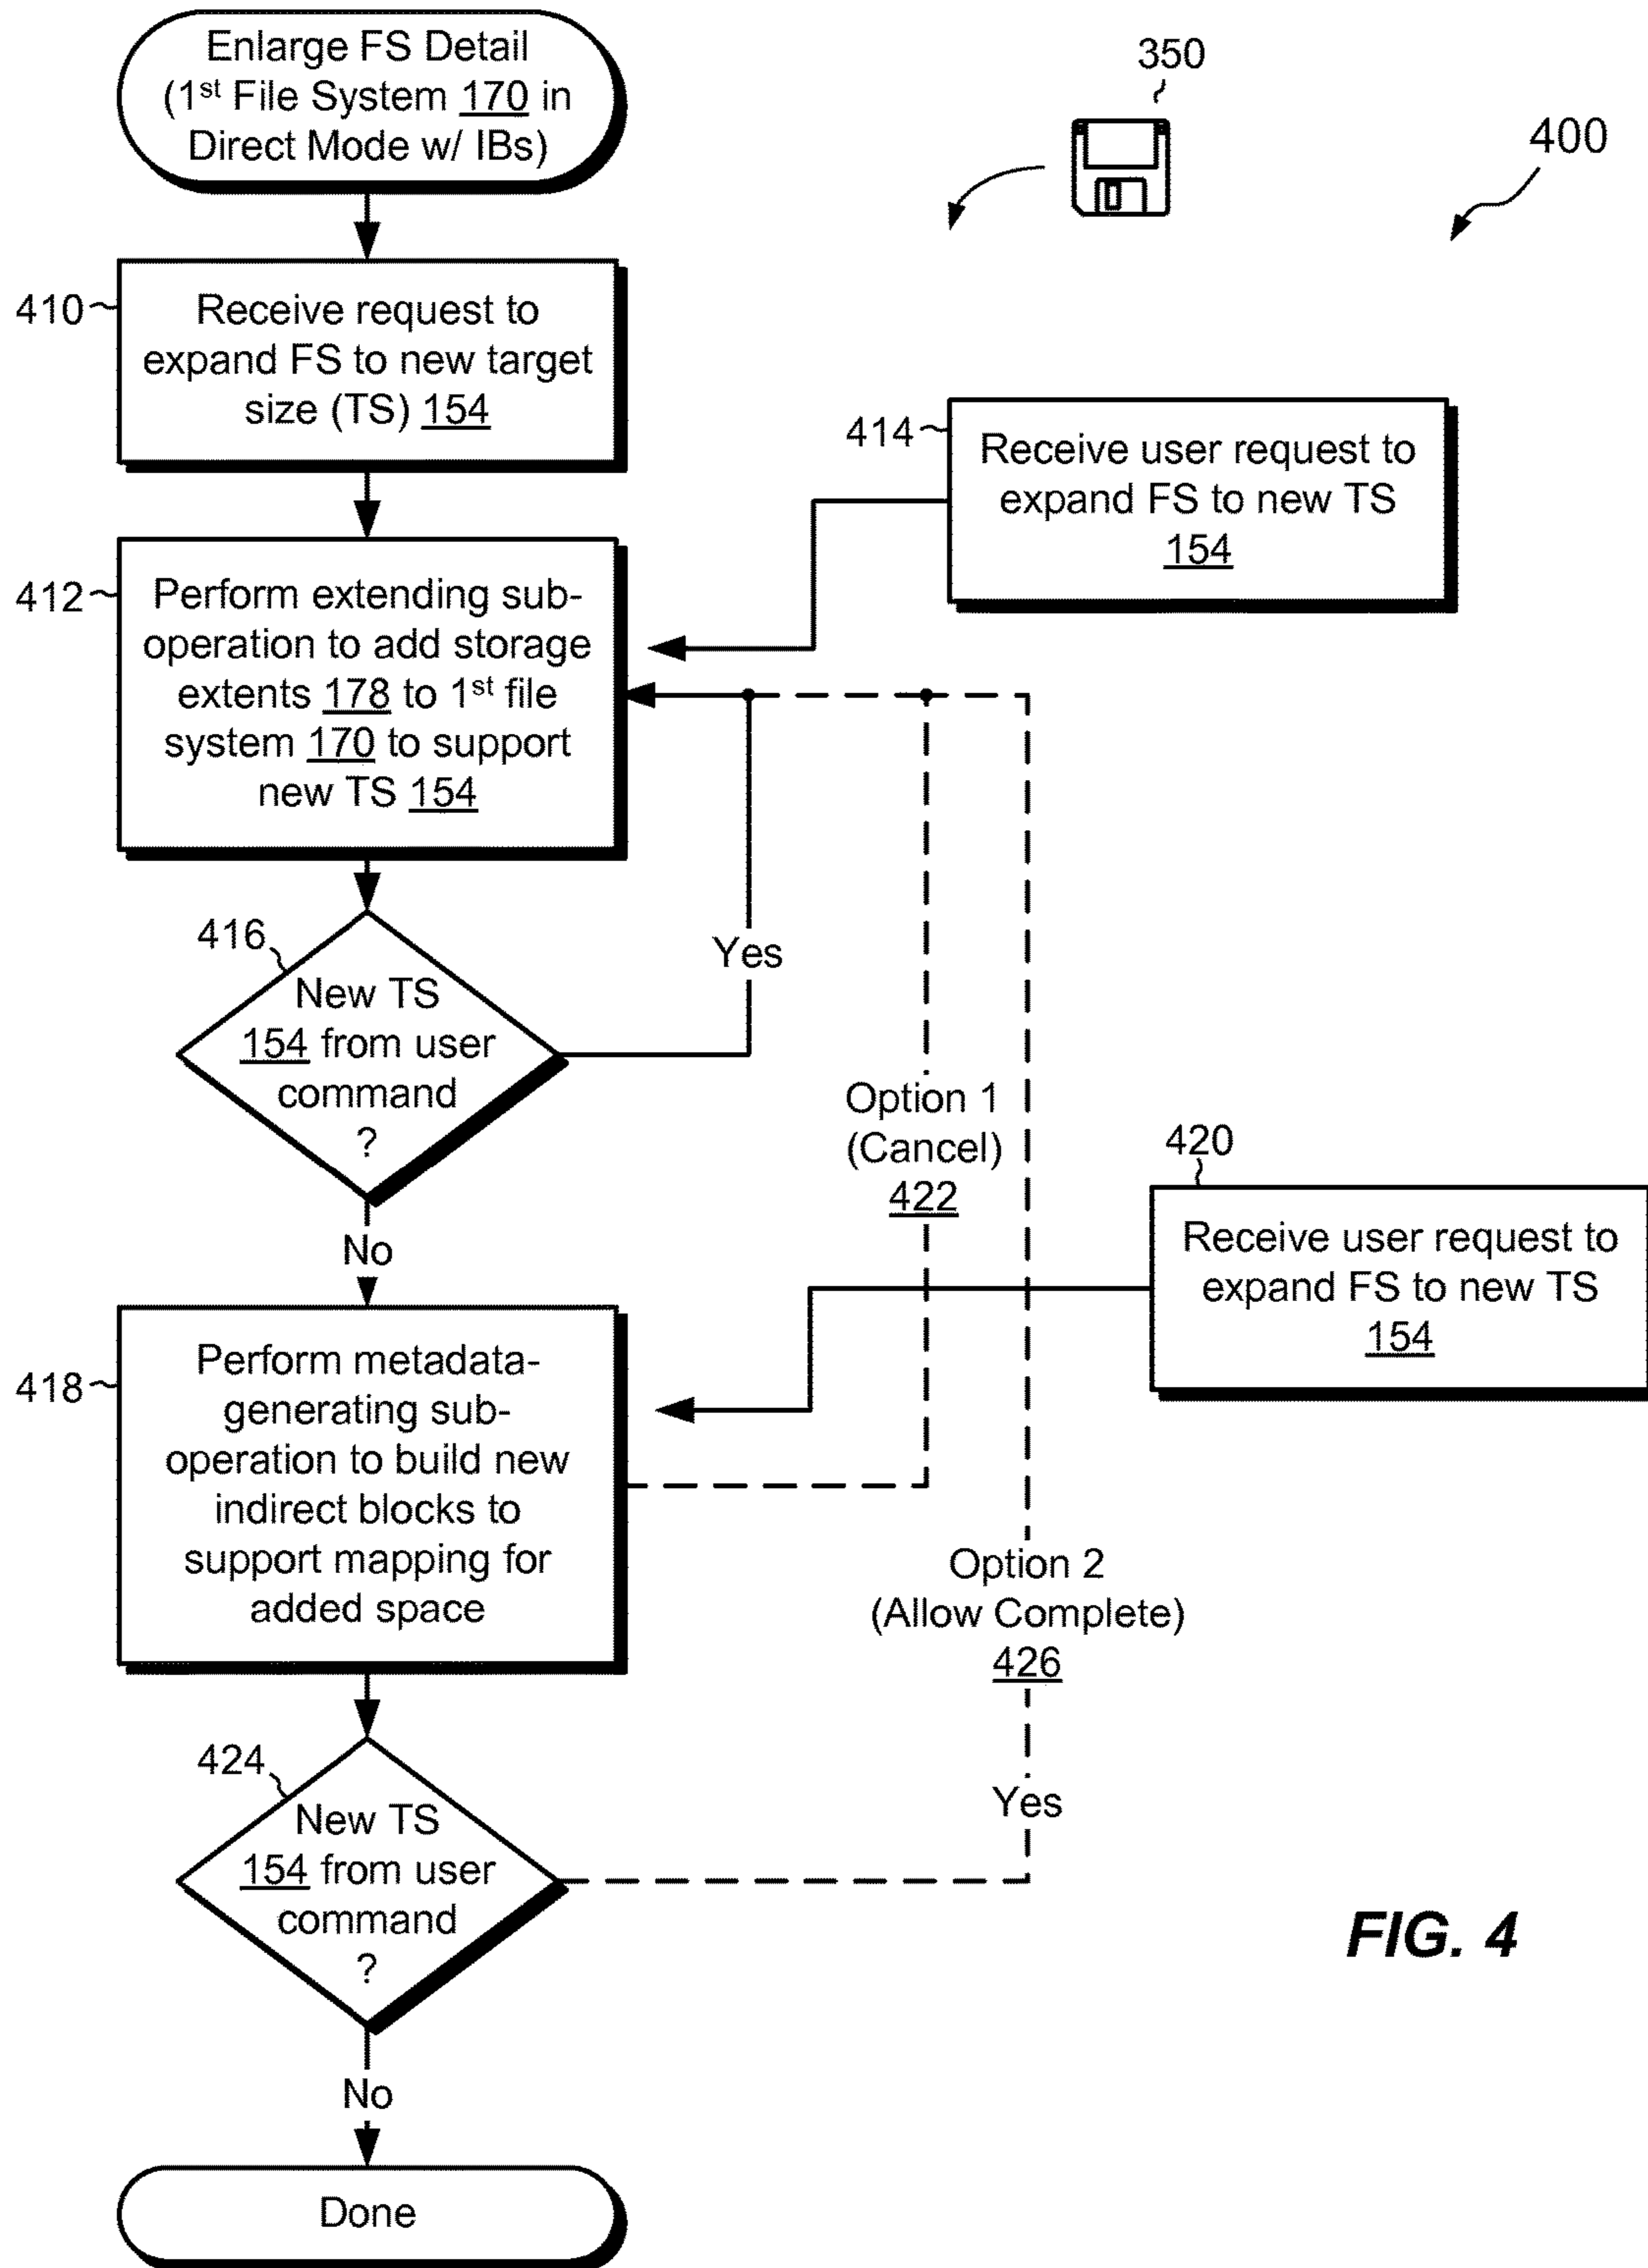 Enlarge FS Detail
(1st File System 170 in
Direct Mode w/ IBs)
350
400
410
Receive request to
expand FS to new target
size (TS) 154
414
Receive user request to
expand FS to new TS
154
412
Perform extending sub-
operation to add storage
extents 178 to 1st file
system 170 to support
new TS 154
416
New TS
154 from user
command
?
Yes
No
Option 1
(Cancel)
422
420
Receive user request to
expand FS to new TS
154
418
Perform metadata-
generating sub-
operation to build new
indirect blocks to
support mapping for
added space
Option 2
(Allow Complete)
426
Yes
424
New TS
154 from user
command
?
No
Done
FIG. 4